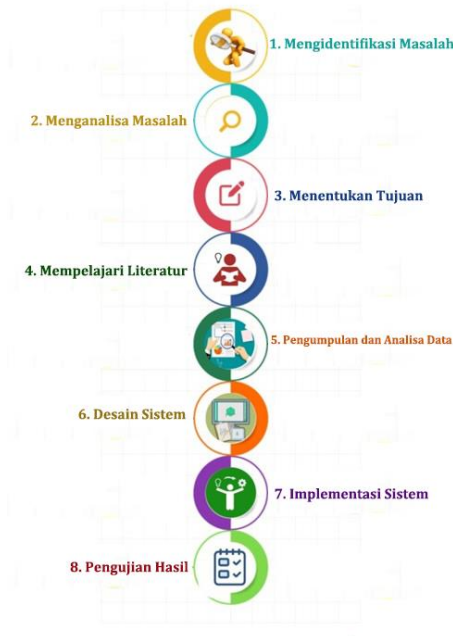 1. Mengidentifikasi Masalah
2. Menganalisa Masalah
3. Menentukan Tujuan
4. Mempelajari Literatur
5. Pengumpulan dan Analisa Data
6. Desain Sistem
7. Implementasi Sistem
8. Pengujian Hasil